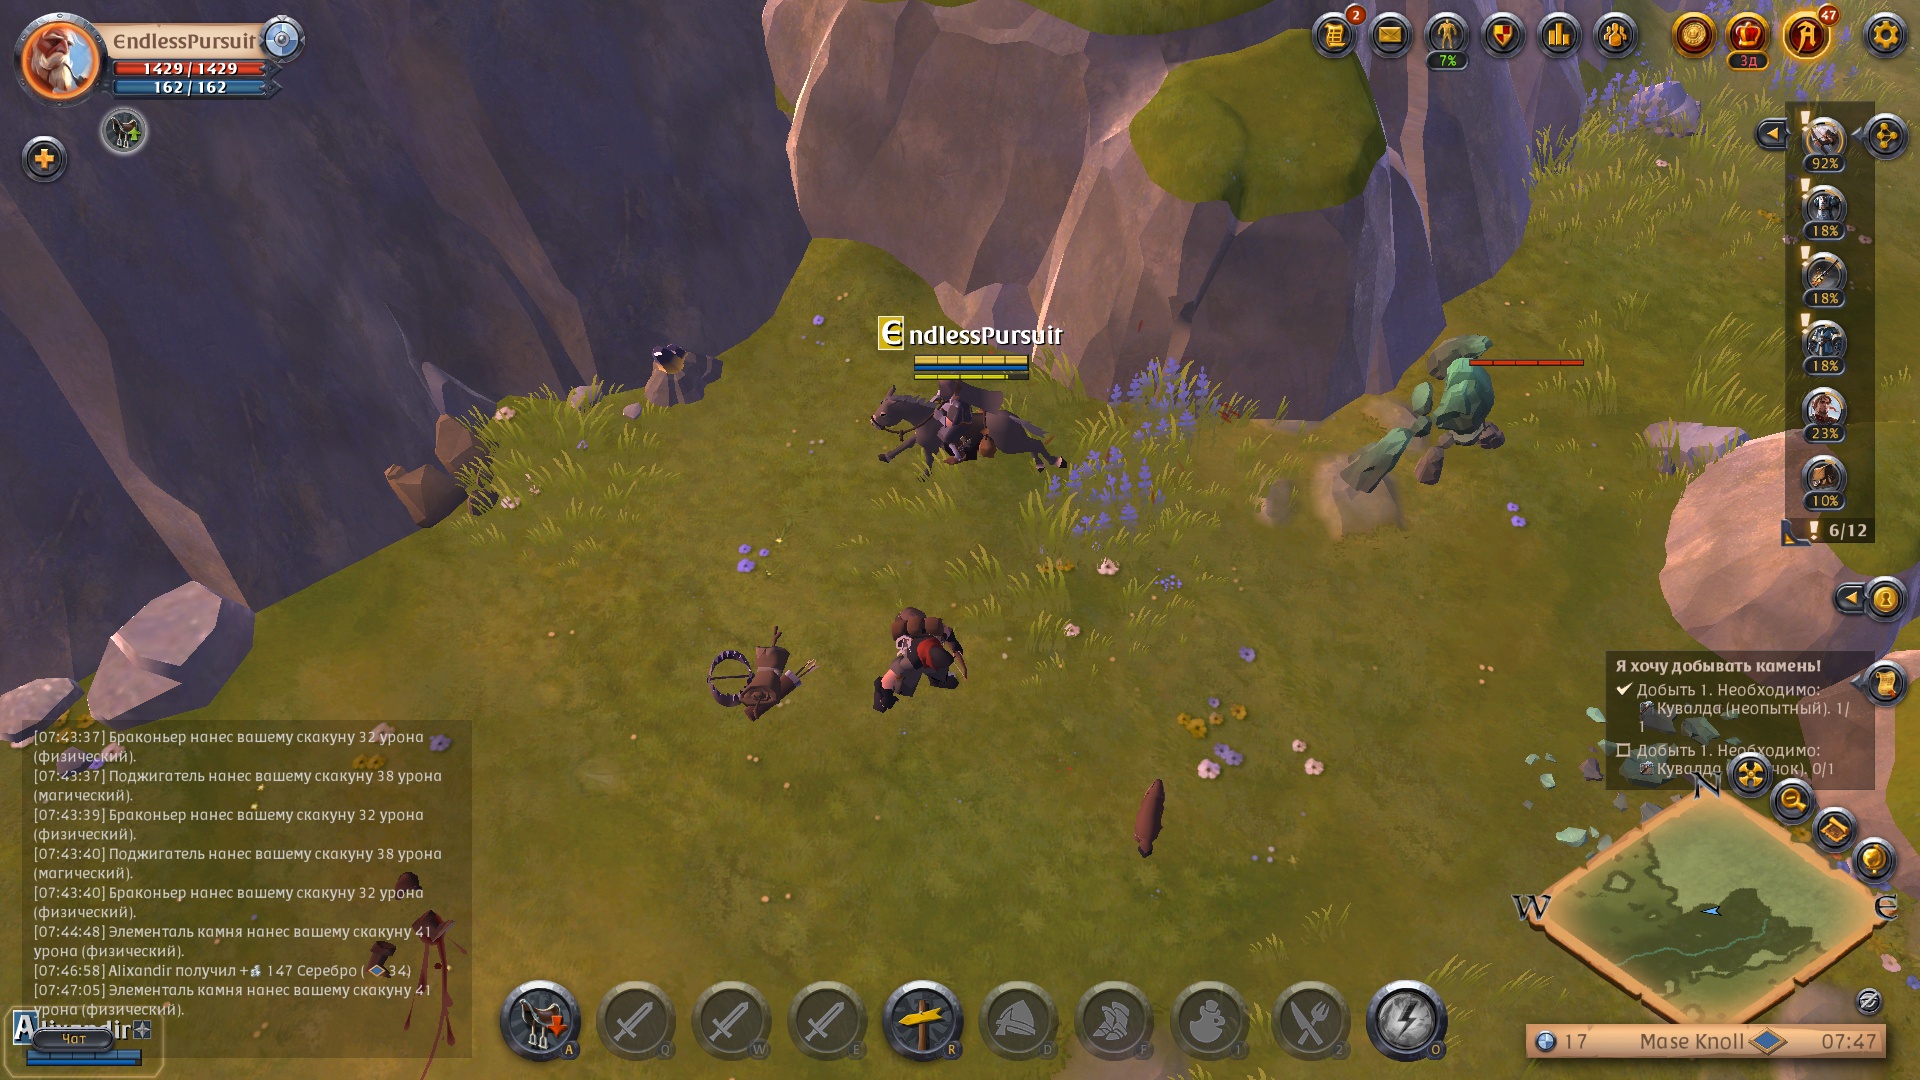 EndlessPursuit
1429 / 1429
162 / 162
2
7%
3д
47
92%
18%
18%
18%
23%
10%
6/12
EndlessPursuit
Я хочу добывать камень!
Добыть 1. Необходимо:
Кувалда (неопытный). 1/
1
Добыть 1. Необходимо:
Кувалда чок). 0/1
[07:43:37] Браконьер нанес вашему скакуну 32 урона
(физический).
[07:43:37] Поджигатель нанес вашему скакуну 38 урона
(магический).
[07:43:39] Браконьер нанес вашему скакуну 32 урона
(физический).
[07:43:40] Поджигатель нанес вашему скакуну 38 урона
(магический).
[07:43:40] Браконьер нанес вашему скакуну 32 урона
(физический).
[07:44:48] Элементаль камня нанес вашему скакуну 41
урона (физический).
[07:46:58] Alixandir получил + 147 Серебро ( 34)
[07:47:05] Элементаль камня нанес вашему скакуну 41
урона (физический).
Alixandir
Чат
A
Q
W
E
R
D
F
1
2
O
N
W
E
17
Mase Knoll
07:47